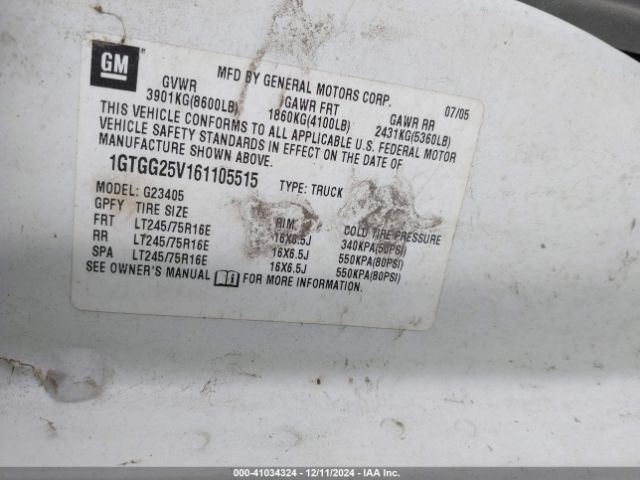 GM
MFD BY GENERAL MOTORS CORP. 07/05
GVWR GAWR FRT GAWR RR
3901KG(8600LB) 1860KG(4100LB) 2431KG(5360LB)
THIS VEHICLE CONFORMS TO ALL APPLICABLE U.S. FEDERAL MOTOR
VEHICLE SAFETY STANDARDS IN EFFECT ON THE DATE OF
MANUFACTURE SHOWN ABOVE.
1GTGG25V161105515 TYPE: TRUCK
MODEL: G23405
GPFY TIRE SIZE RIM COLD TIRE PRESSURE
FRT LT245/75R16E 16X6.5J 340KPA(50PSI)
RR LT245/75R16E 16X6.5J 550KPA(80PSI)
SPA LT245/75R16E 16X6.5J 550KPA(80PSI)
SEE OWNER'S MANUAL FOR MORE INFORMATION.
000-41034324 - 12/11/2024 - IAA Inc.